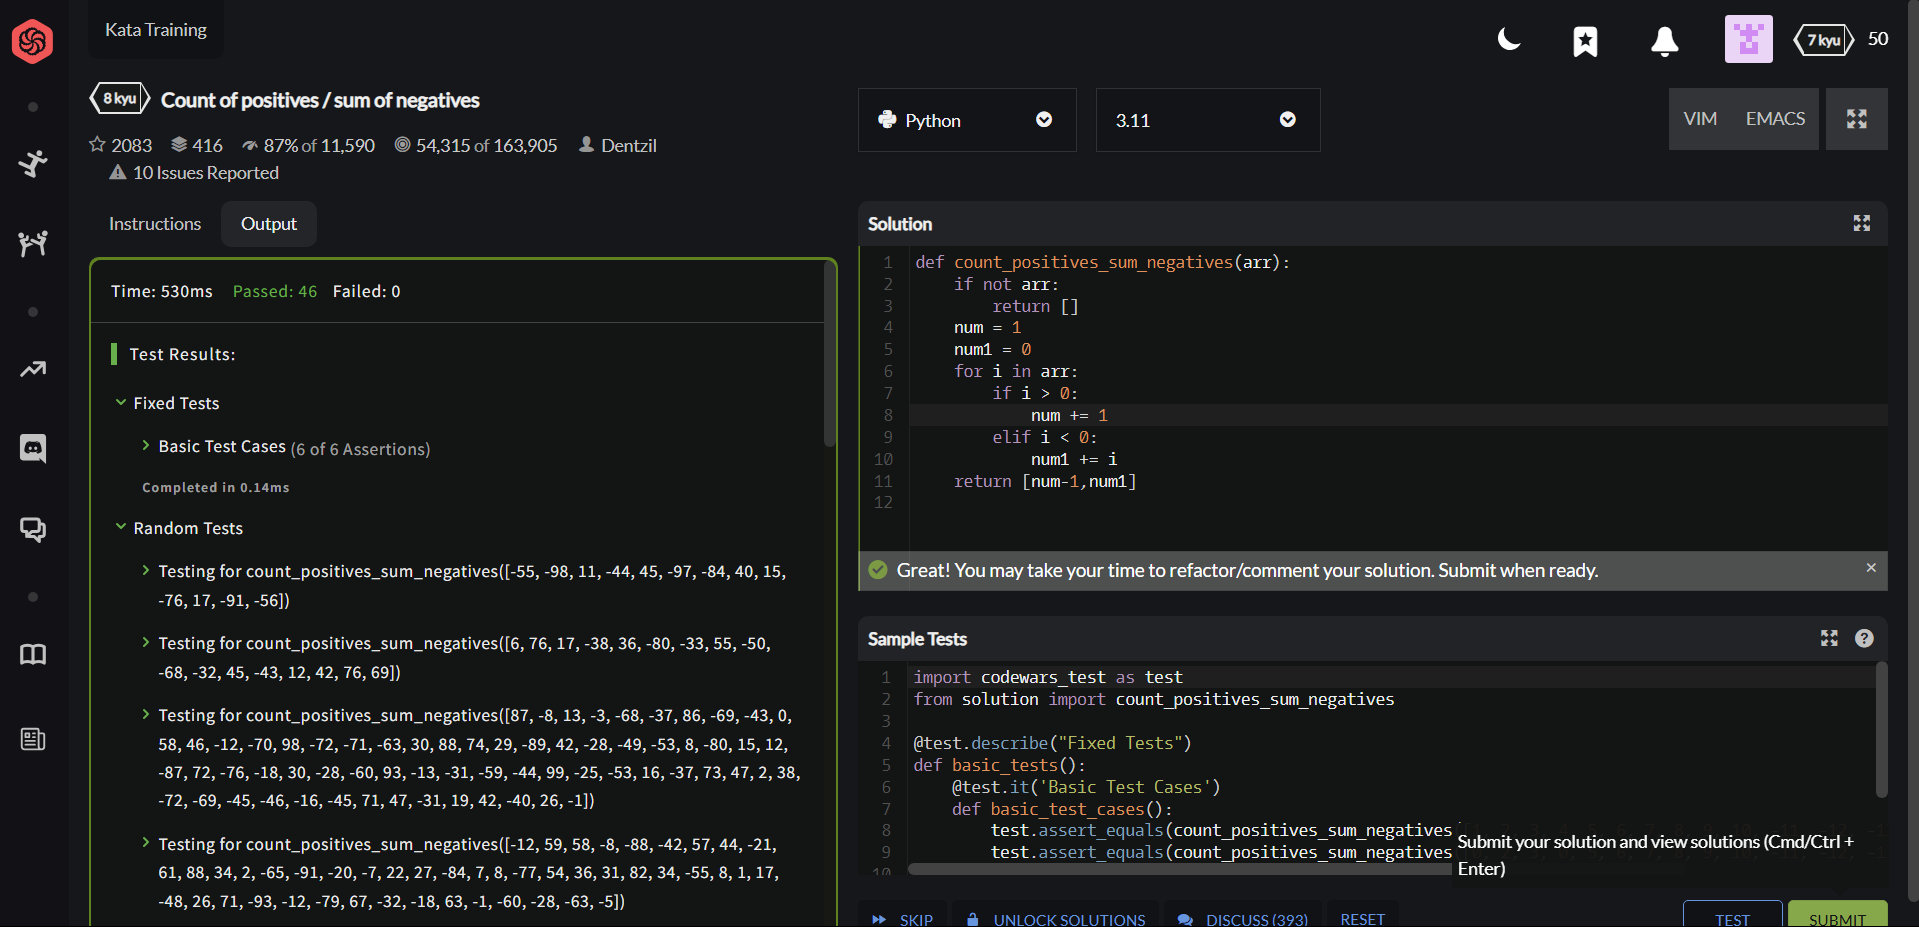 Kata Training
7 kyu 50
8 kyu Count of positives / sum of negatives
2083 416 87% of 11,590 54,315 of 163,905 Dentzil
10 Issues Reported
Python 3.11 VIM EMACS
Instructions Output
Time: 530ms Passed: 46 Failed: 0
Test Results:
Fixed Tests
Basic Test Cases (6 of 6 Assertions)
Completed in 0.14ms
Random Tests
Testing for count_positives_sum_negatives([-55, -98, 11, -44, 45, -97, -84, 40, 15,
-76, 17, -91, -56])
Testing for count_positives_sum_negatives([6, 76, 17, -38, 36, -80, -33, 55, -50,
-68, -32, 45, -43, 12, 42, 76, 69])
Testing for count_positives_sum_negatives([87, -8, 13, -3, -68, -37, 86, -69, -43, 0,
58, 46, -12, -70, 98, -72, -71, -63, 30, 88, 74, 29, -89, 42, -28, -49, -53, 8, -80, 15, 12,
-87, 72, -76, -18, 30, -28, -60, 93, -13, -31, -59, -44, 99, -25, -53, 16, -37, 73, 47, 2, 38,
-72, -69, -45, -46, -16, -45, 71, 47, -31, 19, 42, -40, 26, -1])
Testing for count_positives_sum_negatives([-12, 59, 58, -8, -88, -42, 57, 44, -21,
61, 88, 34, 2, -65, -91, -20, -7, 22, 27, -84, 7, 8, -77, 54, 36, 31, 82, 34, -55, 8, 1, 17,
-48, 26, 71, -93, -12, -79, 67, -32, -18, 63, -1, -60, -28, -63, -5])
Solution
1 def count_positives_sum_negatives(arr):
2 if not arr:
3 return []
4 num = 1
5 num1 = 0
6 for i in arr:
7 if i > 0:
8 num += 1
9 elif i < 0:
10 num1 += i
11 return [num-1,num1]
12
Great! You may take your time to refactor/comment your solution. Submit when ready.
Sample Tests
1 import codewars_test as test
2 from solution import count_positives_sum_negatives
3
4 @test.describe("Fixed Tests")
5 def basic_tests():
6 @test.it('Basic Test Cases')
7 def basic_test_cases():
8 test.assert_equals(count_positives_sum_negatives
9 test.assert_equals(count_positives_sum_negatives
10
Submit your solution and view solutions (Cmd/Ctrl +
Enter)
SKIP UNLOCK SOLUTIONS DISCUSS (393) RESET TEST SUBMIT